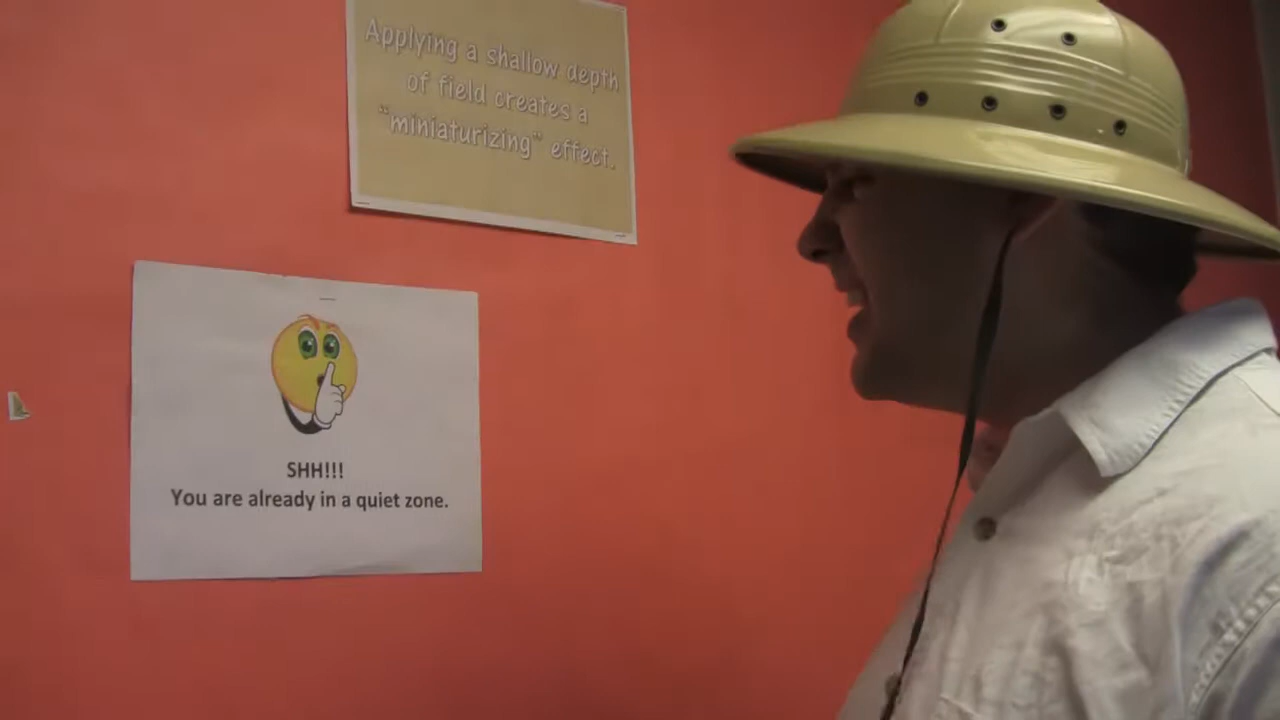 Applying a shallow depth
of field creates a
"miniaturizing" effect.
SHH!!!
You are already in a quiet zone.